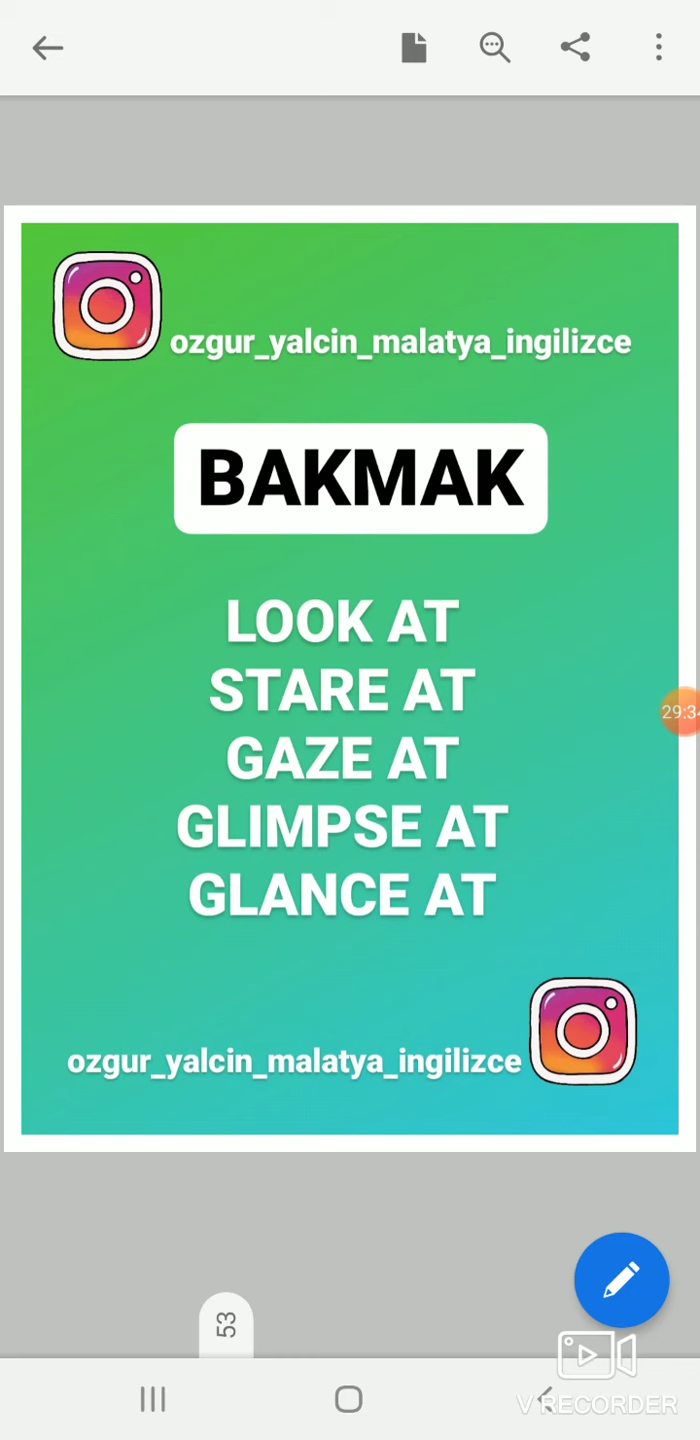 ozgur_yalcin_malatya_ingilizce
BAKMAK
LOOK AT
STARE AT
GAZE AT
GLIMPSE AT
GLANCE AT
ozgur_yalcin_malatya_ingilizce
53
V RECORDER